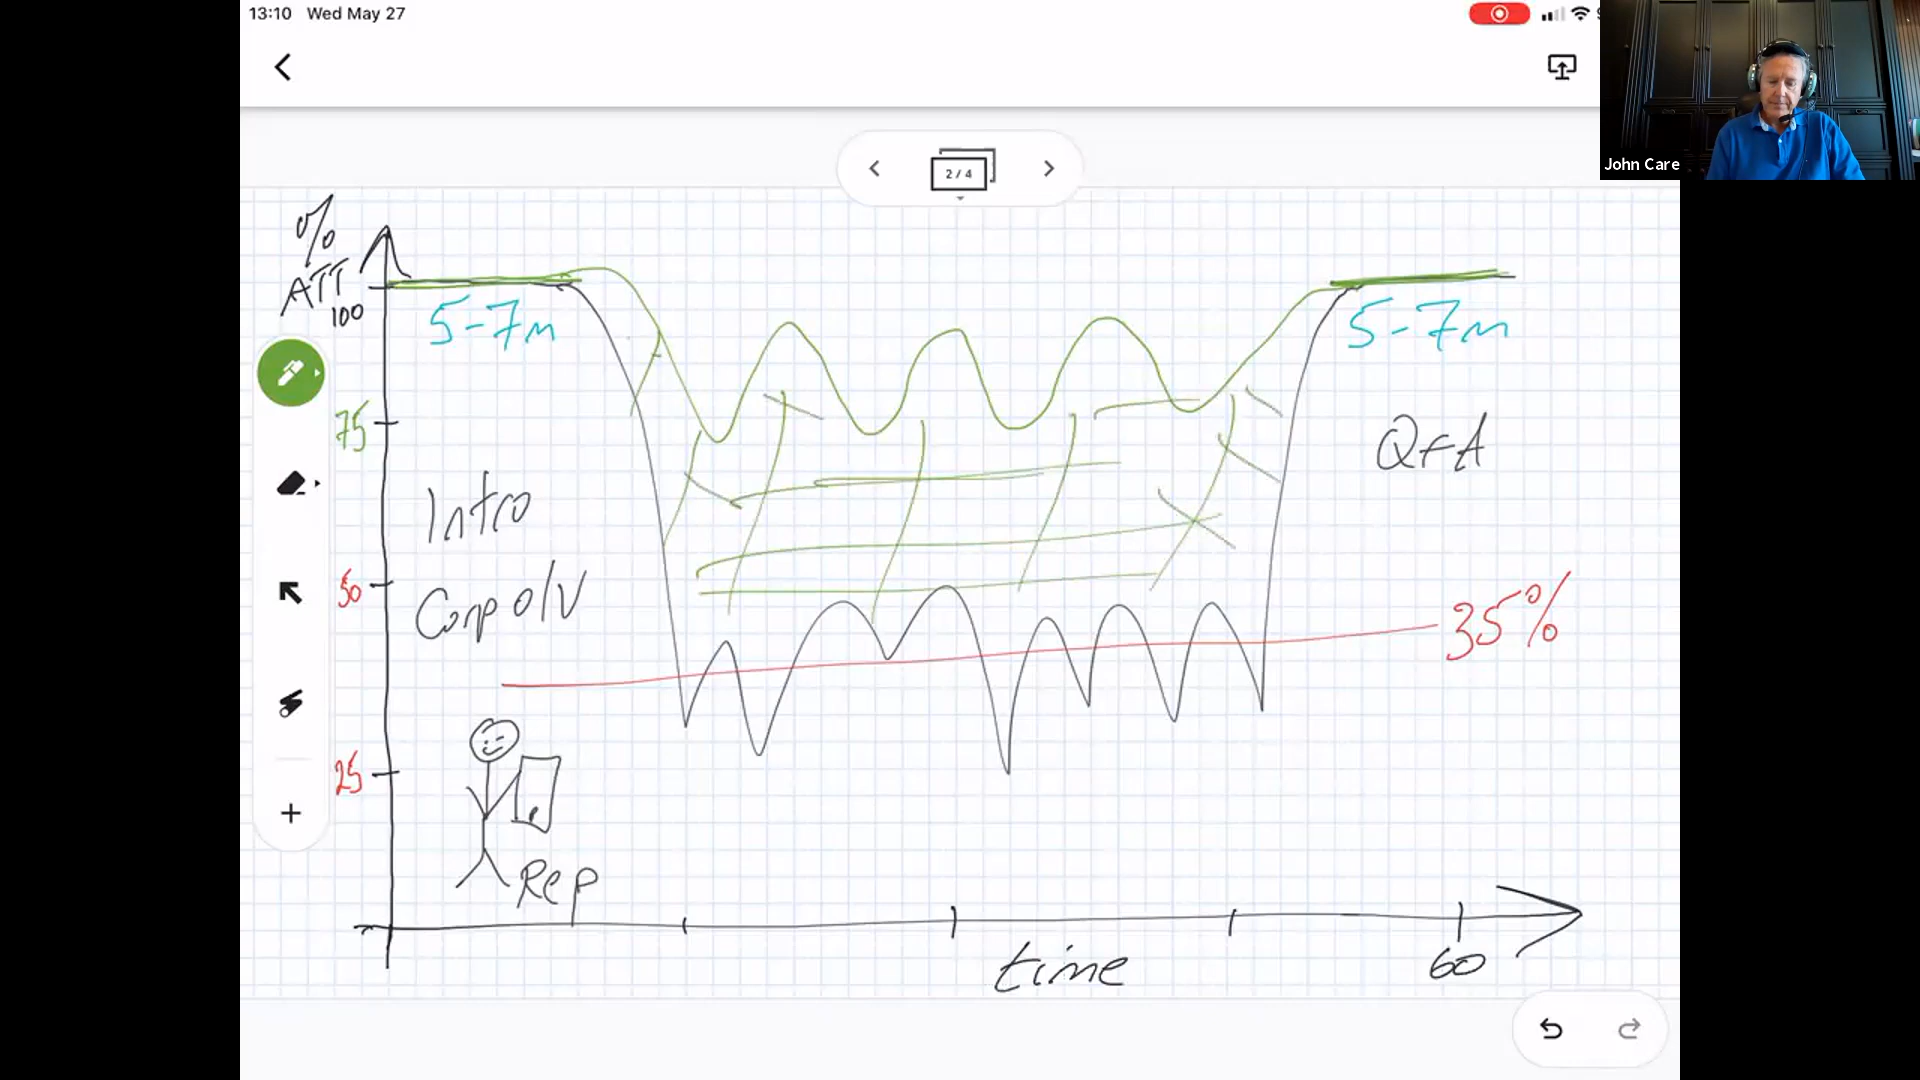 13:10 Wed May 27
John Care
2 / 4
%
ATT
100
5-7m
5-7m
75
Q+A
Intro
50
Corp o/v
35%
25
Rep
time
60